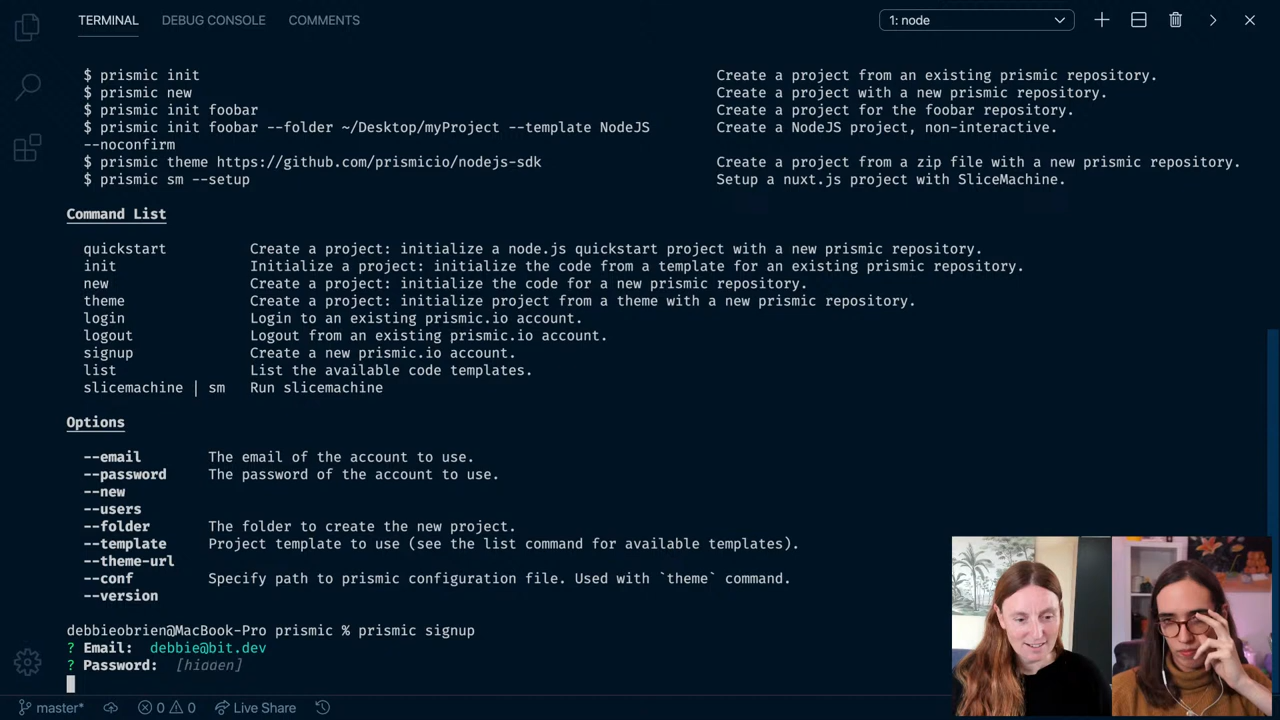 TERMINAL DEBUG CONSOLE COMMENTS 1: node
$ prismic init Create a project from an existing prismic repository.
$ prismic new Create a project with a new prismic repository.
$ prismic init foobar Create a project for the foobar repository.
$ prismic init foobar --folder ~/Desktop/myProject --template NodeJS Create a NodeJS project, non-interactive.
--noconfirm
$ prismic theme https://github.com/prismicio/nodejs-sdk Create a project from a zip file with a new prismic repository.
$ prismic sm --setup Setup a nuxt.js project with SliceMachine.
Command List
quickstart Create a project: initialize a node.js quickstart project with a new prismic repository.
init Initialize a project: initialize the code from a template for an existing prismic repository.
new Create a project: initialize the code for a new prismic repository.
theme Create a project: initialize project from a theme with a new prismic repository.
login Login to an existing prismic.io account.
logout Logout from an existing prismic.io account.
signup Create a new prismic.io account.
list List the available code templates.
slicemachine | sm Run slicemachine
Options
--email The email of the account to use.
--password The password of the account to use.
--new
--users
--folder The folder to create the new project.
--template Project template to use (see the list command for available templates).
--theme-url
--conf Specify path to prismic configuration file. Used with `theme` command.
--version
debbieobrien@MacBook-Pro prismic % prismic signup
? Email: debbie@bit.dev
? Password: [hidden]
master* 0 0 Live Share